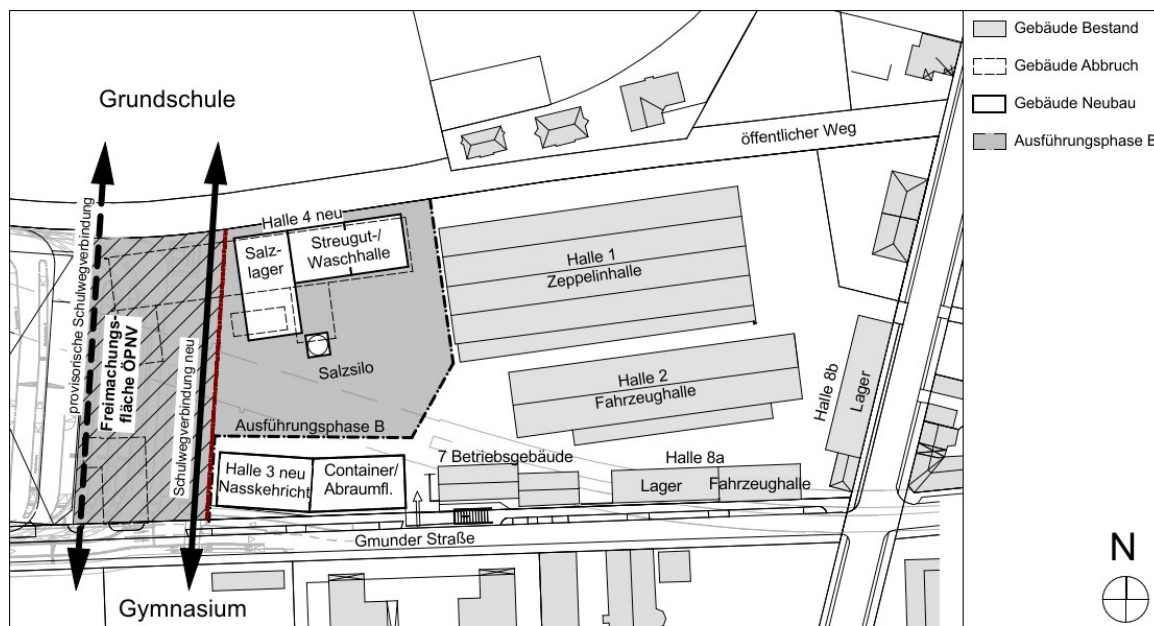 Gebäude Bestand
Gebäude Abbruch
Gebäude Neubau
Ausführungsphase B
Grundschule
öffentlicher Weg
provisorische Schulwegverbindung
Freimachungs-
fläche ÖPNV
Schulwegverbindung neu
Halle 4 neu
Salz-
lager
Streugut-/
Waschhalle
Salzsilo
Halle 1
Zeppelinhalle
Halle 2
Fahrzeughalle
Halle 8b
Lager
Ausführungsphase B
Halle 3 neu
Nasskehricht
Container/
Abraumfl.
7 Betriebsgebäude
Halle 8a
Lager
Fahrzeughalle
Gmunder Straße
Gymnasium
N